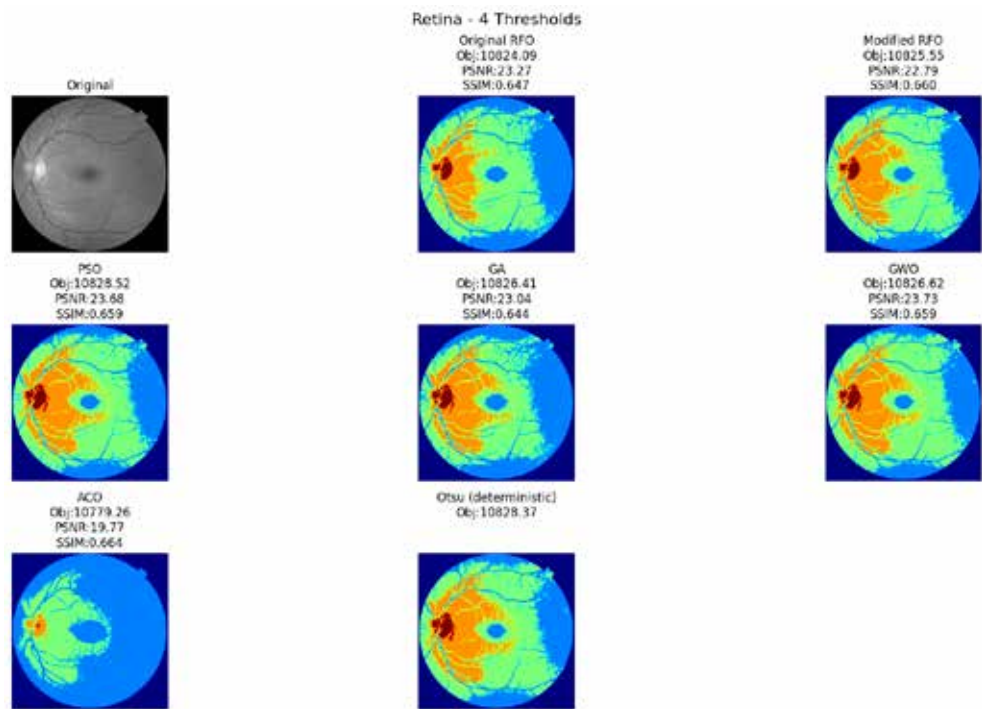 Retina - 4 Thresholds
Original
Original RFO
Obj:10824.09
PSNR:23.27
SSIM:0.647
Modified RFO
Obj:10825.55
PSNR:22.79
SSIM:0.660
PSO
Obj:10828.52
PSNR:23.68
SSIM:0.659
GA
Obj:10826.41
PSNR:23.04
SSIM:0.644
GWO
Obj:10826.62
PSNR:23.73
SSIM:0.659
ACO
Obj:10779.26
PSNR:19.77
SSIM:0.664
Otsu (deterministic)
Obj:10828.37